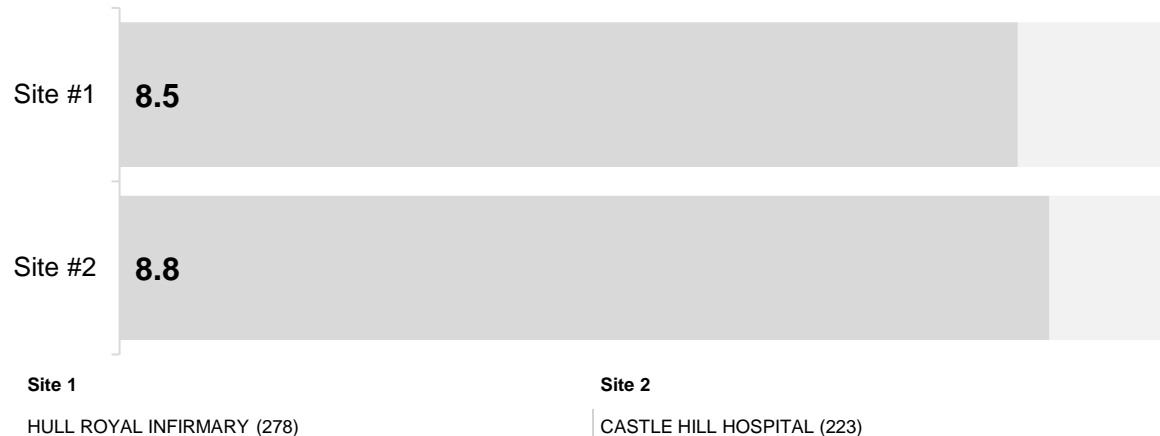 Site #1 8.5
Site #2 8.8
Site 1 Site 2
HULL ROYAL INFIRMARY (278) CASTLE HILL HOSPITAL (223)